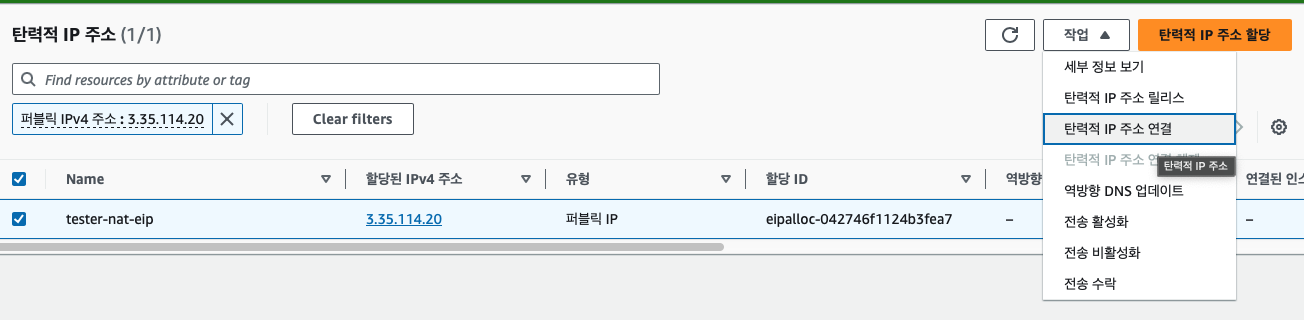 탄력적 IP 주소 (1/1)
작업
탄력적 IP 주소 할당
Find resources by attribute or tag
퍼블릭 IPv4 주소 : 3.35.114.20
Clear filters
세부 정보 보기
탄력적 IP 주소 릴리스
탄력적 IP 주소 연결
탄력적 IP 주소 연결 해제
탄력적 IP 주소
역방향 DNS 업데이트
전송 활성화
전송 비활성화
전송 수락
Name
할당된 IPv4 주소
유형
할당 ID
역방향
연결된 인스
tester-nat-eip
3.35.114.20
퍼블릭 IP
eipalloc-042746f1124b3fea7
–
–